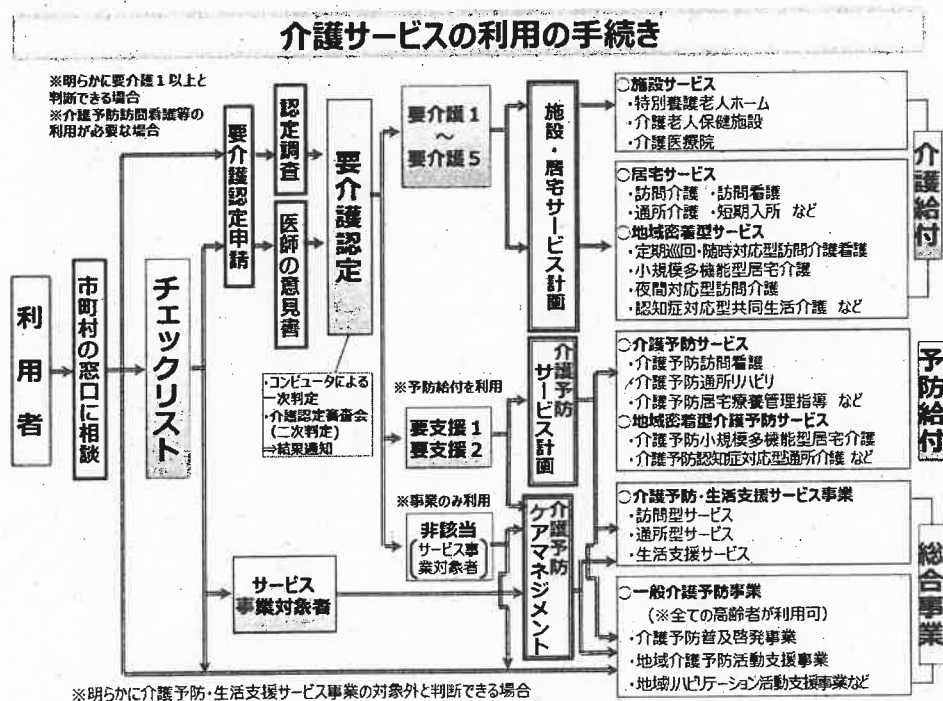 介護サービスの利用の手続き
※明らかに要介護1以上と
判断できる場合
※介護予防訪問看護等の
利用が必要な場合
利用者
市町村の窓口に相談
チェックリスト
要介護認定申請
認定調査
医師の意見書
要介護認定
・コンピュータによる
一次判定
・介護認定審査会
(二次判定)
⇒結果通知
要介護1
～
要介護5
※予防給付を利用
要支援1
要支援2
※事業のみ利用
非該当
(サービス事
業対象者)
サービス
事業対象者
施設・居宅サービス計画
介護予防
サービス計画
介護予防
ケアマネジメント
○施設サービス
・特別養護老人ホーム
・介護老人保健施設
・介護医療院
○居宅サービス
・訪問介護 ・訪問看護
・通所介護 ・短期入所 など
○地域密着型サービス
・定期巡回・随時対応型訪問介護看護
・小規模多機能型居宅介護
・夜間対応型訪問介護
・認知症対応型共同生活介護 など
介護給付
○介護予防サービス
・介護予防訪問看護
・介護予防通所リハビリ
・介護予防居宅療養管理指導 など
○地域密着型介護予防サービス
・介護予防小規模多機能型居宅介護
・介護予防認知症対応型通所介護 など
予防給付
○介護予防・生活支援サービス事業
・訪問型サービス
・通所型サービス
・生活支援サービス
○一般介護予防事業
(※全ての高齢者が利用可)
・介護予防普及啓発事業
・地域介護予防活動支援事業
・地域リハビリテーション活動支援事業など
総合事業
※明らかに介護予防・生活支援サービス事業の対象外と判断できる場合